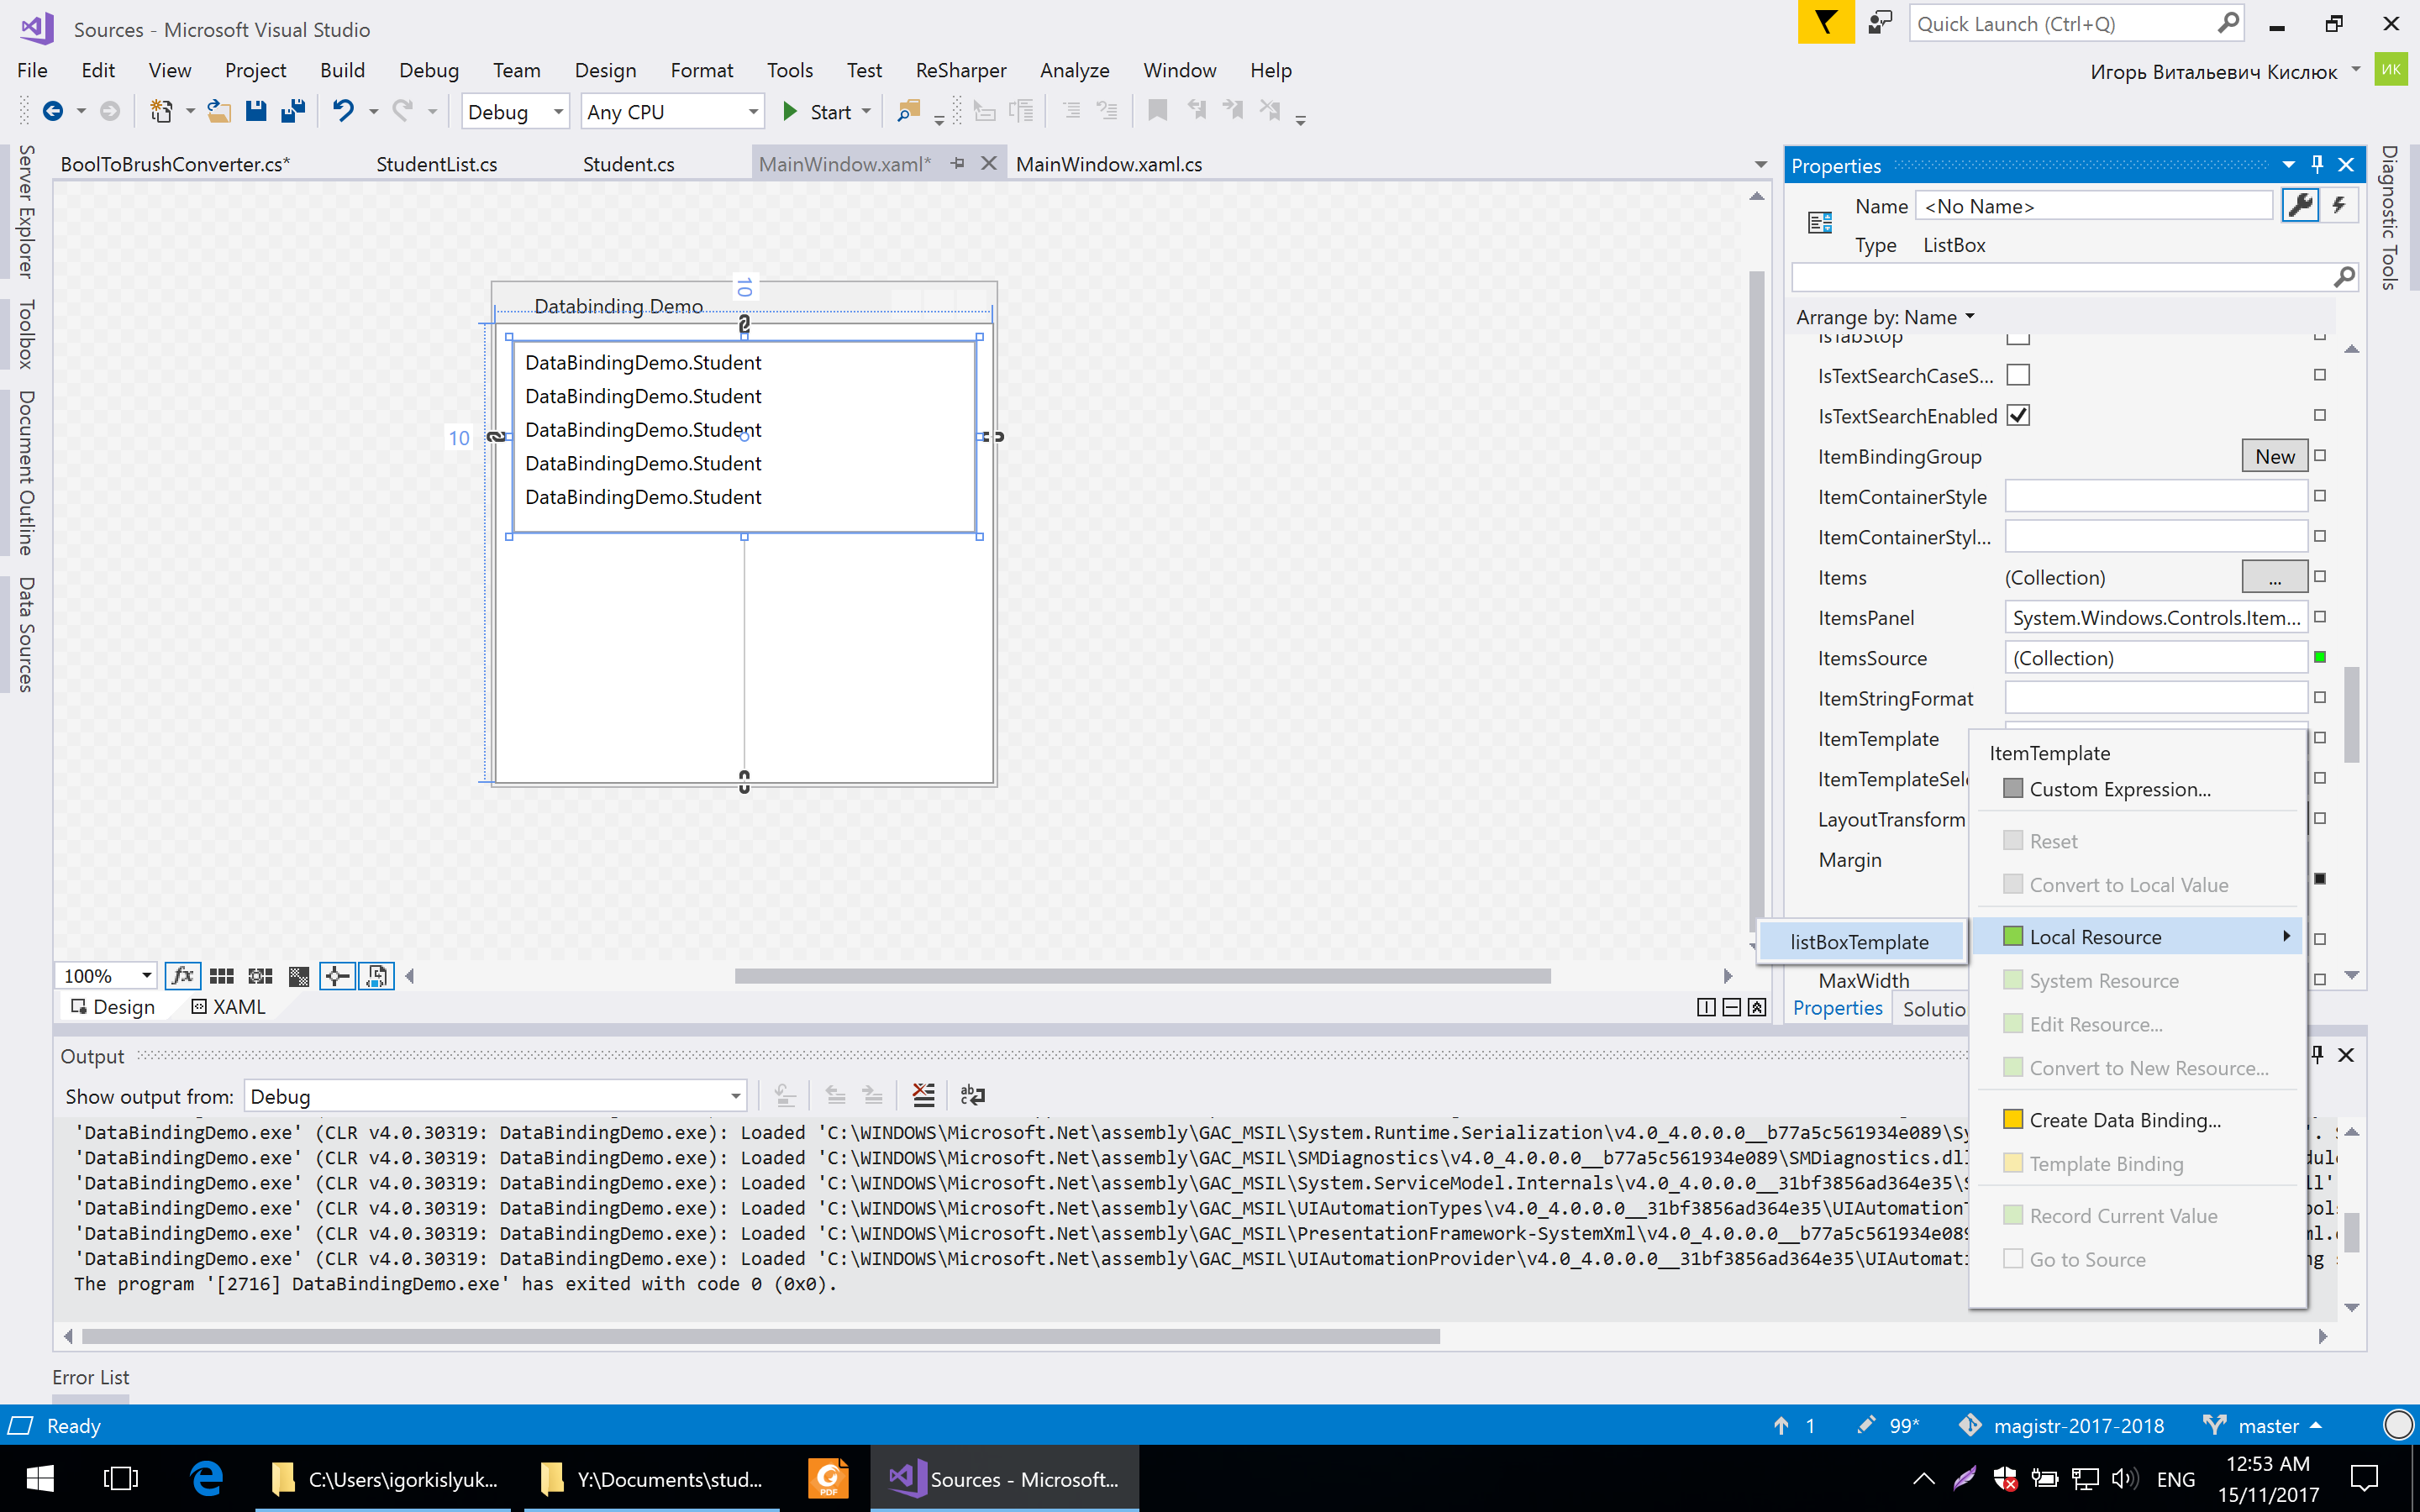 Sources - Microsoft Visual Studio
Quick Launch (Ctrl+Q)
File Edit View Project Build Debug Team Design Format Tools Test ReSharper Analyze Window Help
Игорь Витальевич Кислюк
ИК
Debug
Any CPU
Start
BoolToBrushConverter.cs*
StudentList.cs
Student.cs
MainWindow.xaml*
MainWindow.xaml.cs
Server Explorer
Toolbox
Document Outline
Data Sources
10
Databinding Demo
DataBindingDemo.Student
DataBindingDemo.Student
10
DataBindingDemo.Student
DataBindingDemo.Student
DataBindingDemo.Student
100%
fx
Design
XAML
Properties
Diagnostic Tools
Name
<No Name>
Type ListBox
Arrange by: Name
IsTabStop
IsTextSearchCaseS...
IsTextSearchEnabled
ItemBindingGroup
New
ItemContainerStyle
ItemContainerStyl...
Items
(Collection)
...
ItemsPanel
System.Windows.Controls.Item...
ItemsSource
(Collection)
ItemStringFormat
ItemTemplate
ItemTemplateSel
LayoutTransform
Margin
MaxWidth
Properties
Solutio
ItemTemplate
Custom Expression...
Reset
Convert to Local Value
Local Resource
listBoxTemplate
System Resource
Edit Resource...
Convert to New Resource...
Create Data Binding...
Template Binding
Record Current Value
Go to Source
Output
Show output from:
Debug
'DataBindingDemo.exe' (CLR v4.0.30319: DataBindingDemo.exe): Loaded 'C:\WINDOWS\Microsoft.Net\assembly\GAC_MSIL\System.Runtime.Serialization\v4.0_4.0.0.0__b77a5c561934e089\Sy
'DataBindingDemo.exe' (CLR v4.0.30319: DataBindingDemo.exe): Loaded 'C:\WINDOWS\Microsoft.Net\assembly\GAC_MSIL\SMDiagnostics\v4.0_4.0.0.0__b77a5c561934e089\SMDiagnostics.dll
'DataBindingDemo.exe' (CLR v4.0.30319: DataBindingDemo.exe): Loaded 'C:\WINDOWS\Microsoft.Net\assembly\GAC_MSIL\System.ServiceModel.Internals\v4.0_4.0.0.0__31bf3856ad364e35\S
'DataBindingDemo.exe' (CLR v4.0.30319: DataBindingDemo.exe): Loaded 'C:\WINDOWS\Microsoft.Net\assembly\GAC_MSIL\UIAutomationTypes\v4.0_4.0.0.0__31bf3856ad364e35\UIAutomationT
'DataBindingDemo.exe' (CLR v4.0.30319: DataBindingDemo.exe): Loaded 'C:\WINDOWS\Microsoft.Net\assembly\GAC_MSIL\PresentationFramework-SystemXml\v4.0_4.0.0.0__b77a5c561934e089
'DataBindingDemo.exe' (CLR v4.0.30319: DataBindingDemo.exe): Loaded 'C:\WINDOWS\Microsoft.Net\assembly\GAC_MSIL\UIAutomationProvider\v4.0_4.0.0.0__31bf3856ad364e35\UIAutomati
The program '[2716] DataBindingDemo.exe' has exited with code 0 (0x0).
Error List
Ready
1
99*
magistr-2017-2018
master
C:\Users\igorkislyuk...
Y:\Documents\stud...
PDF
Sources - Microsoft...
ENG
12:53 AM
15/11/2017